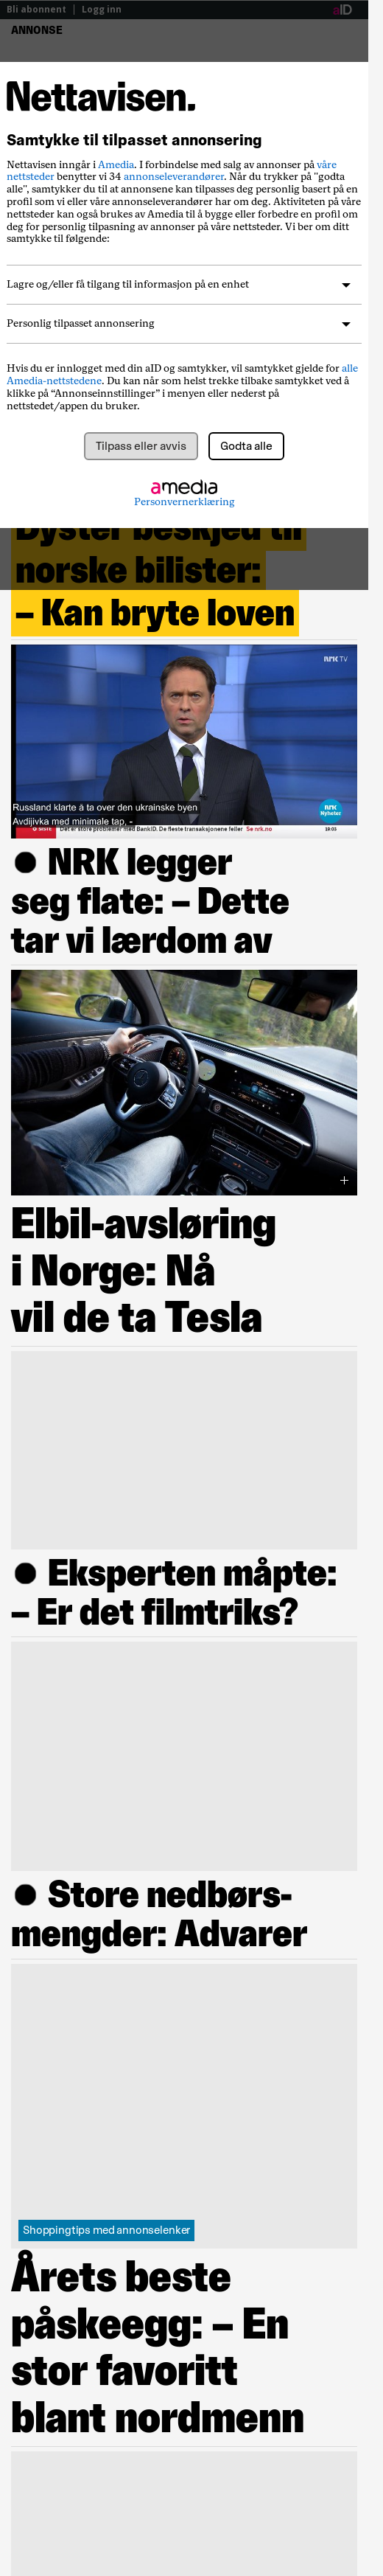 Bli abonnent | Logg inn
aID
ANNONSE
Nettavisen.
Samtykke til tilpasset annonsering
Nettavisen inngår i Amedia. I forbindelse med salg av annonser på våre
nettsteder benytter vi 34 annonseleverandører. Når du trykker på "godta
alle", samtykker du til at annonsene kan tilpasses deg personlig basert på en
profil som vi eller våre annonseleverandører har om deg. Aktiviteten på våre
nettsteder kan også brukes av Amedia til å bygge eller forbedre en profil om
deg for personlig tilpasning av annonser på våre nettsteder. Vi ber om ditt
samtykke til følgende:
Lagre og/eller få tilgang til informasjon på en enhet
Personlig tilpasset annonsering
Hvis du er innlogget med din aID og samtykker, vil samtykket gjelde for alle
Amedia-nettstedene. Du kan når som helst trekke tilbake samtykket ved å
klikke på “Annonseinnstillinger” i menyen eller nederst på
nettstedet/appen du bruker.
Tilpass eller avvis
Godta alle
amedia
Personvernerklæring
Dyster beskjed til
norske bilister:
– Kan bryte loven
NRK TV
Russland klarte å ta over den ukrainske byen
Avdijivka med minimale tap. -
NRK
Nyheter
Det er store problemer med BankID. De fleste transaksjonene feiler Se nrk.no
19:03
NRK legger
seg flate: – Dette
tar vi lærdom av
Elbil-avsløring
i Norge: Nå
vil de ta Tesla
Eksperten måpte:
– Er det filmtriks?
Store nedbørs-
mengder: Advarer
Shoppingtips med annonselenker
Årets beste
påskeegg: – En
stor favoritt
blant nordmenn